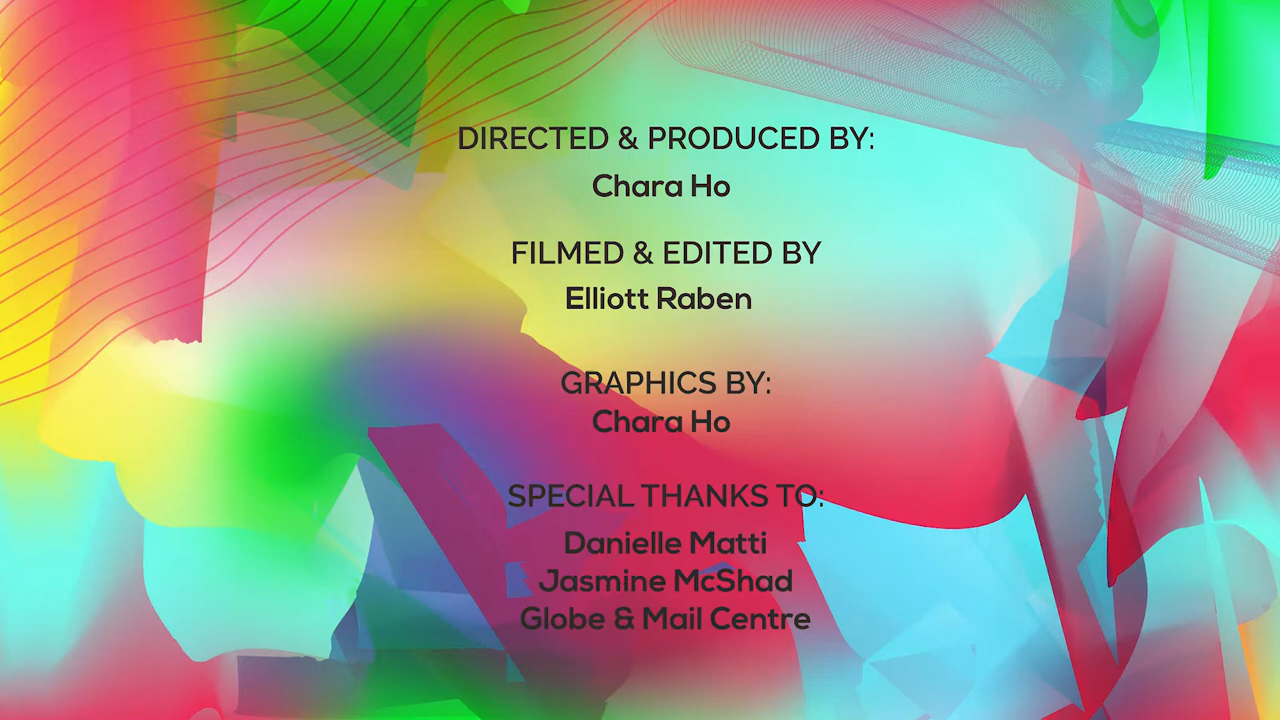 DIRECTED & PRODUCED BY:
Chara Ho
FILMED & EDITED BY
Elliott Raben
GRAPHICS BY:
Chara Ho
SPECIAL THANKS TO:
Danielle Matti
Jasmine McShad
Globe & Mail Centre